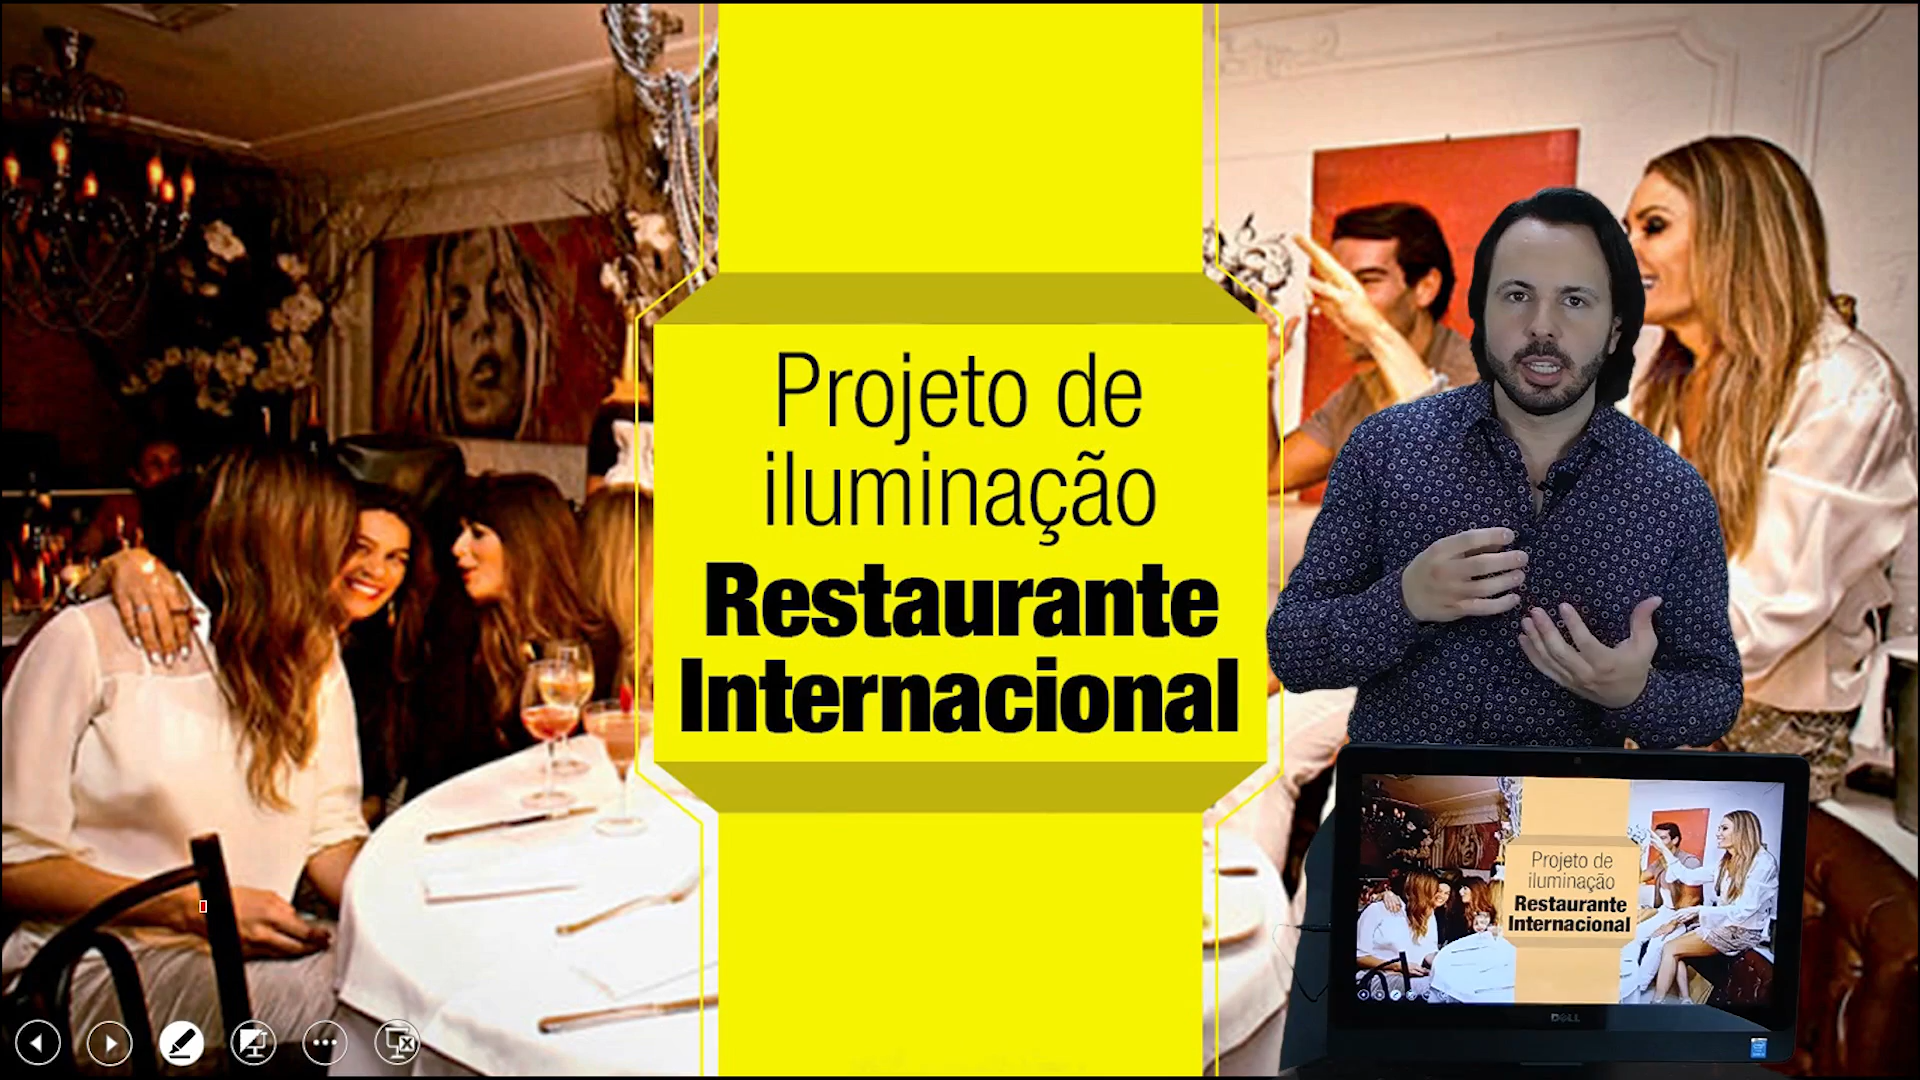 Projeto de
iluminação
Restaurante
Internacional
Projeto de
iluminação
Restaurante
Internacional
DELL